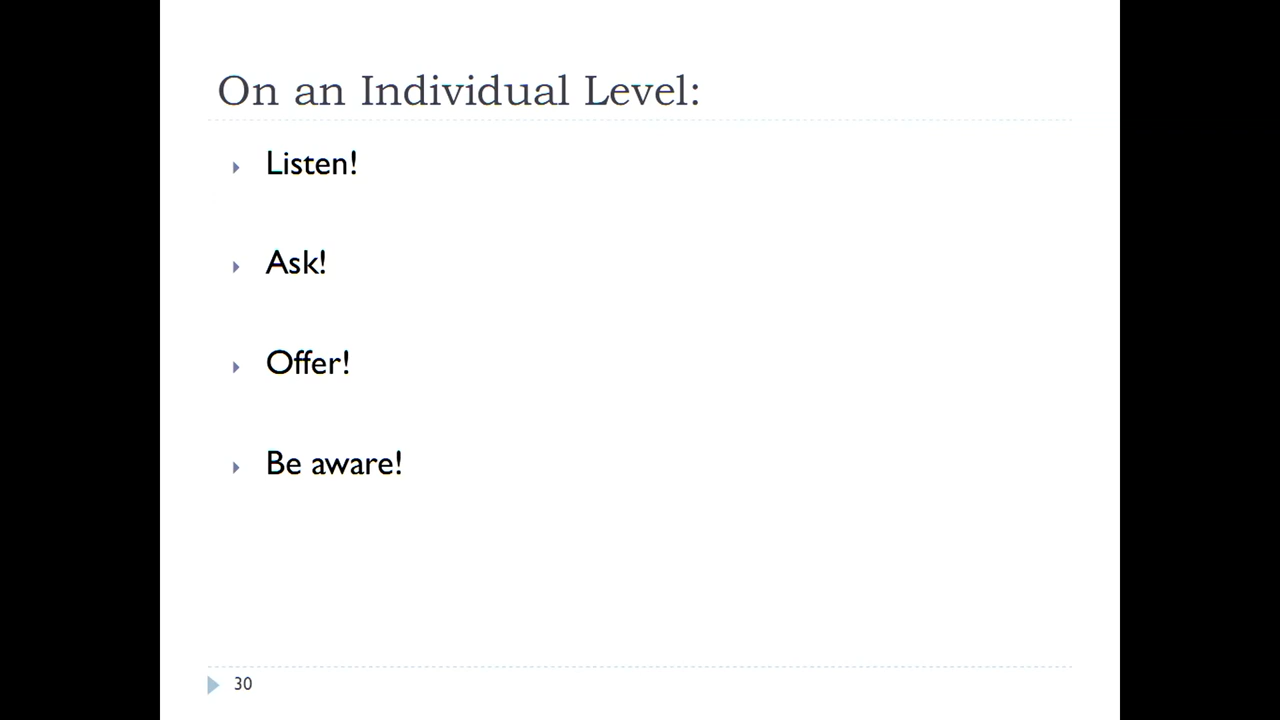 On an Individual Level:
Listen!
Ask!
Offer!
Be aware!
30